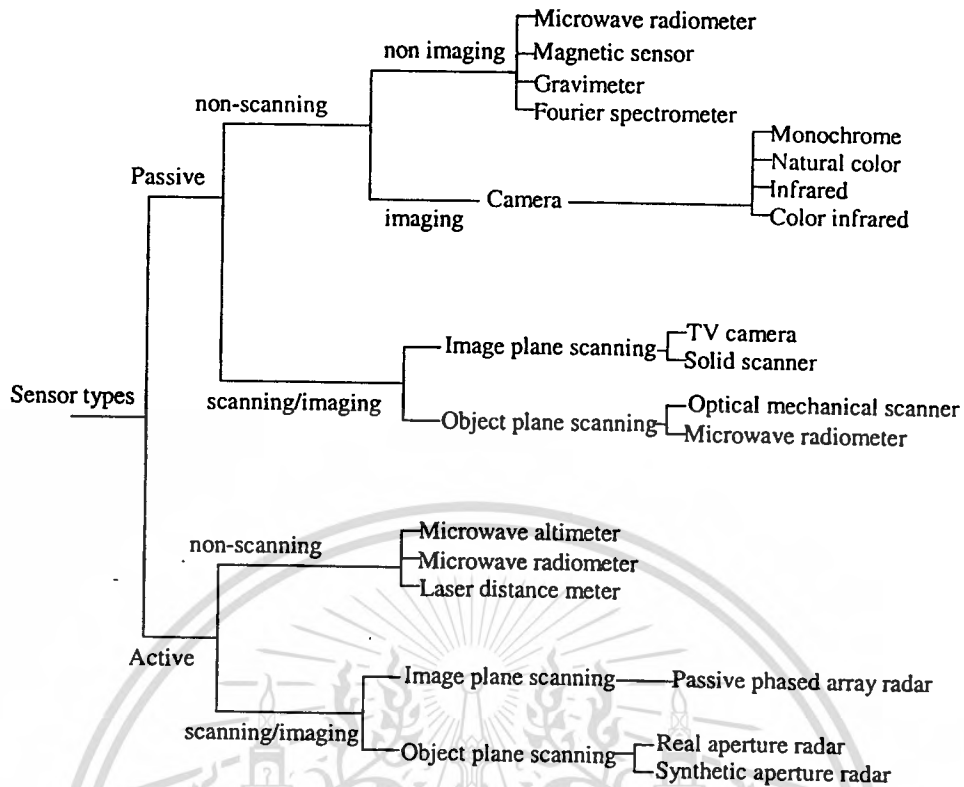 Microwave radiometer
non imaging
Magnetic sensor
Gravimeter
Fourier spectrometer
non-scanning
Monochrome
Natural color
Infrared
Color infrared
Passive
imaging
Camera
TV camera
Image plane scanning
Solid scanner
Sensor types
scanning/imaging
Optical mechanical scanner
Object plane scanning
Microwave radiometer
Microwave altimeter
non-scanning
Microwave radiometer
Laser distance meter
Active
Image plane scanning
Passive phased array radar
scanning/imaging
Real aperture radar
Object plane scanning
Synthetic aperture radar